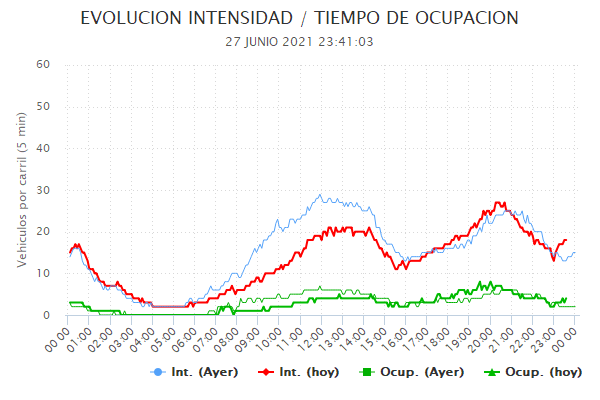 EVOLUCION INTENSIDAD / TIEMPO DE OCUPACION
27 JUNIO 2021 23:41:03
Vehiculos por carril (5 min)
60
50
40
30
20
10
0
00:00 01:00 02:00 03:00 04:00 05:00 06:00 07:00 08:00 09:00 10:00 11:00 12:00 13:00 14:00 15:00 16:00 17:00 18:00 19:00 20:00 21:00 22:00 23:00 00:00
Int. (Ayer) Int. (hoy) Ocup. (Ayer) Ocup. (hoy)